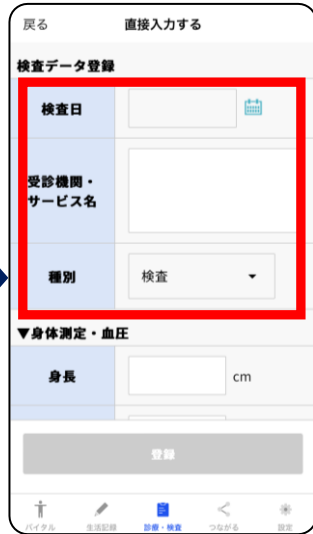 戻る 直接入力する
検査データ登録
検査日
受診機関・
サービス名
種別 検査
▼身体測定・血圧
身長 cm
登録
バイタル 生活記録 診療・検査 つながる 設定